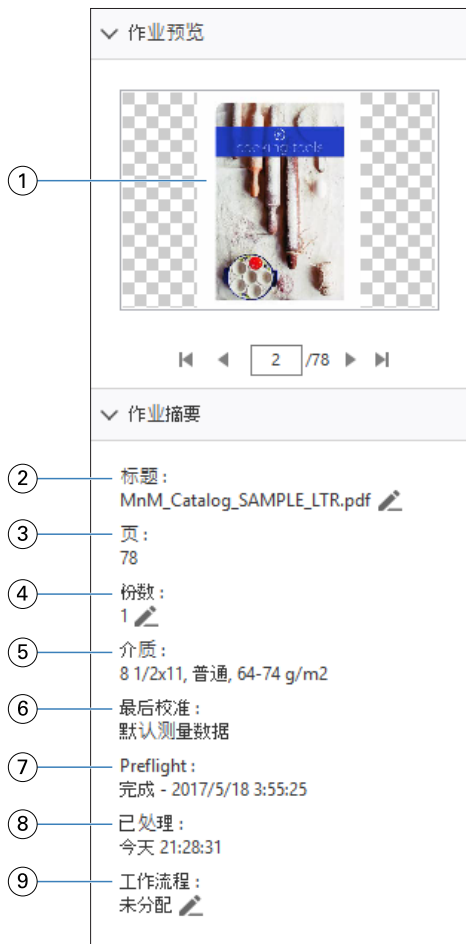 作业预览
cooking tools
1
2 /78
作业摘要
2
标题：
MnM_Catalog_SAMPLE_LTR.pdf
3
页：
78
4
份数：
1
5
介质：
8 1/2x11, 普通, 64-74 g/m2
6
最后校准：
默认测量数据
7
Preflight：
完成 - 2017/5/18 3:55:25
8
已处理：
今天 21:28:31
9
工作流程：
未分配